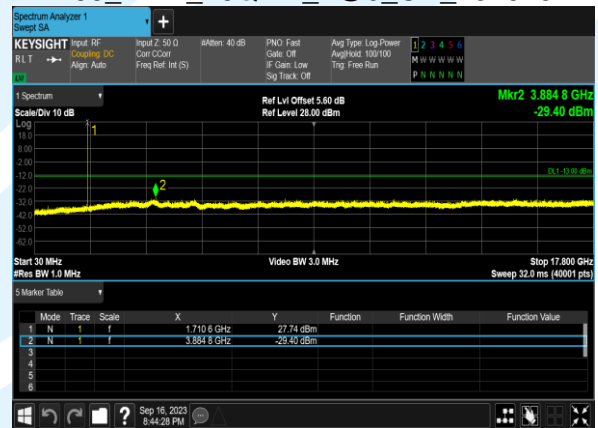 Spectrum Analyzer 1
Swept SA
+
KEYSIGHT Input: RF Input Z: 50 Ω #Atten: 40 dB PNO: Fast Avg Type: Log-Power 1 2 3 4 5 6
RLT Coupling: DC Corr CCorr Gate: Off Avg|Hold: 100/100 M W W W W W
Align: Auto Freq Ref: Int (S) IF Gain: Low Trig: Free Run
Sig Track: Off P N N N N N
1 Spectrum
Ref Lvl Offset 5.60 dB Mkr2 3.884 8 GHz
Scale/Div 10 dB Ref Level 28.00 dBm -29.40 dBm
Log
1
18.0
8.00
-2.00
DL1 -13.00 dBm
-12.0
2
-22.0
-32.0
-42.0
-52.0
-62.0
Start 30 MHz Video BW 3.0 MHz Stop 17.800 GHz
#Res BW 1.0 MHz Sweep 32.0 ms (40001 pts)
5 Marker Table
Mode Trace Scale X Y Function Function Width Function Value
1 N 1 f 1.710 6 GHz 27.74 dBm
2 N 1 f 3.884 8 GHz -29.40 dBm
3
4
5
6
? Sep 16, 2023
8:44:28 PM